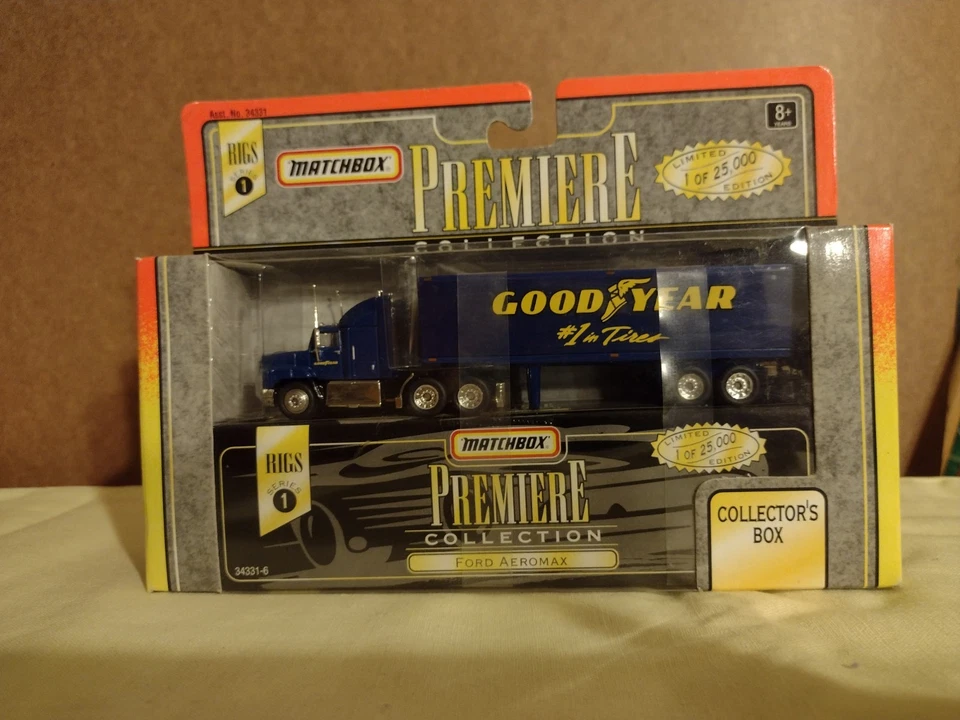 Asst. No. 34331
8+
YEARS
RIGS
SERIES
1
MATCHBOX
PREMIERE
COLLECTION
LIMITED
1 OF 25,000
EDITION
GOODYEAR
#1 in Tires
RIGS
SERIES
1
MATCHBOX
PREMIERE
COLLECTION
FORD AEROMAX
LIMITED
1 OF 25,000
EDITION
COLLECTOR'S
BOX
34331-6